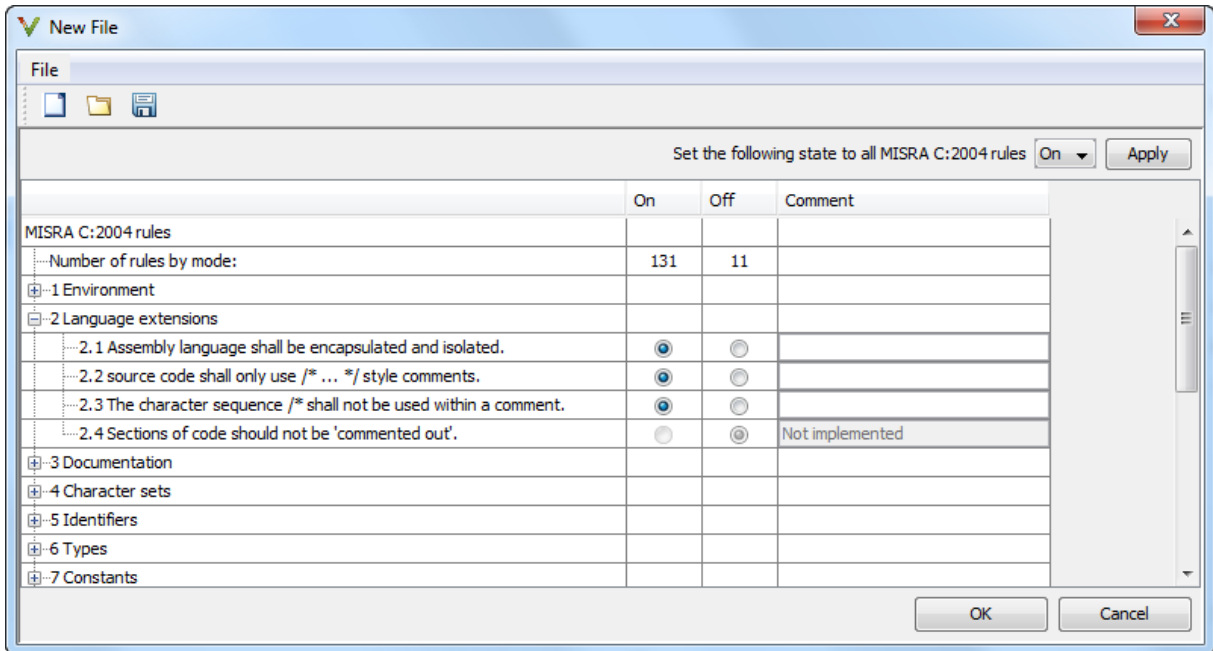 New File
File
Set the following state to all MISRA C:2004 rules On Apply
On Off Comment
MISRA C:2004 rules
Number of rules by mode: 131 11
1 Environment
2 Language extensions
2.1 Assembly language shall be encapsulated and isolated.
2.2 source code shall only use /* ... */ style comments.
2.3 The character sequence /* shall not be used within a comment.
2.4 Sections of code should not be 'commented out'. Not implemented
3 Documentation
4 Character sets
5 Identifiers
6 Types
7 Constants
OK Cancel